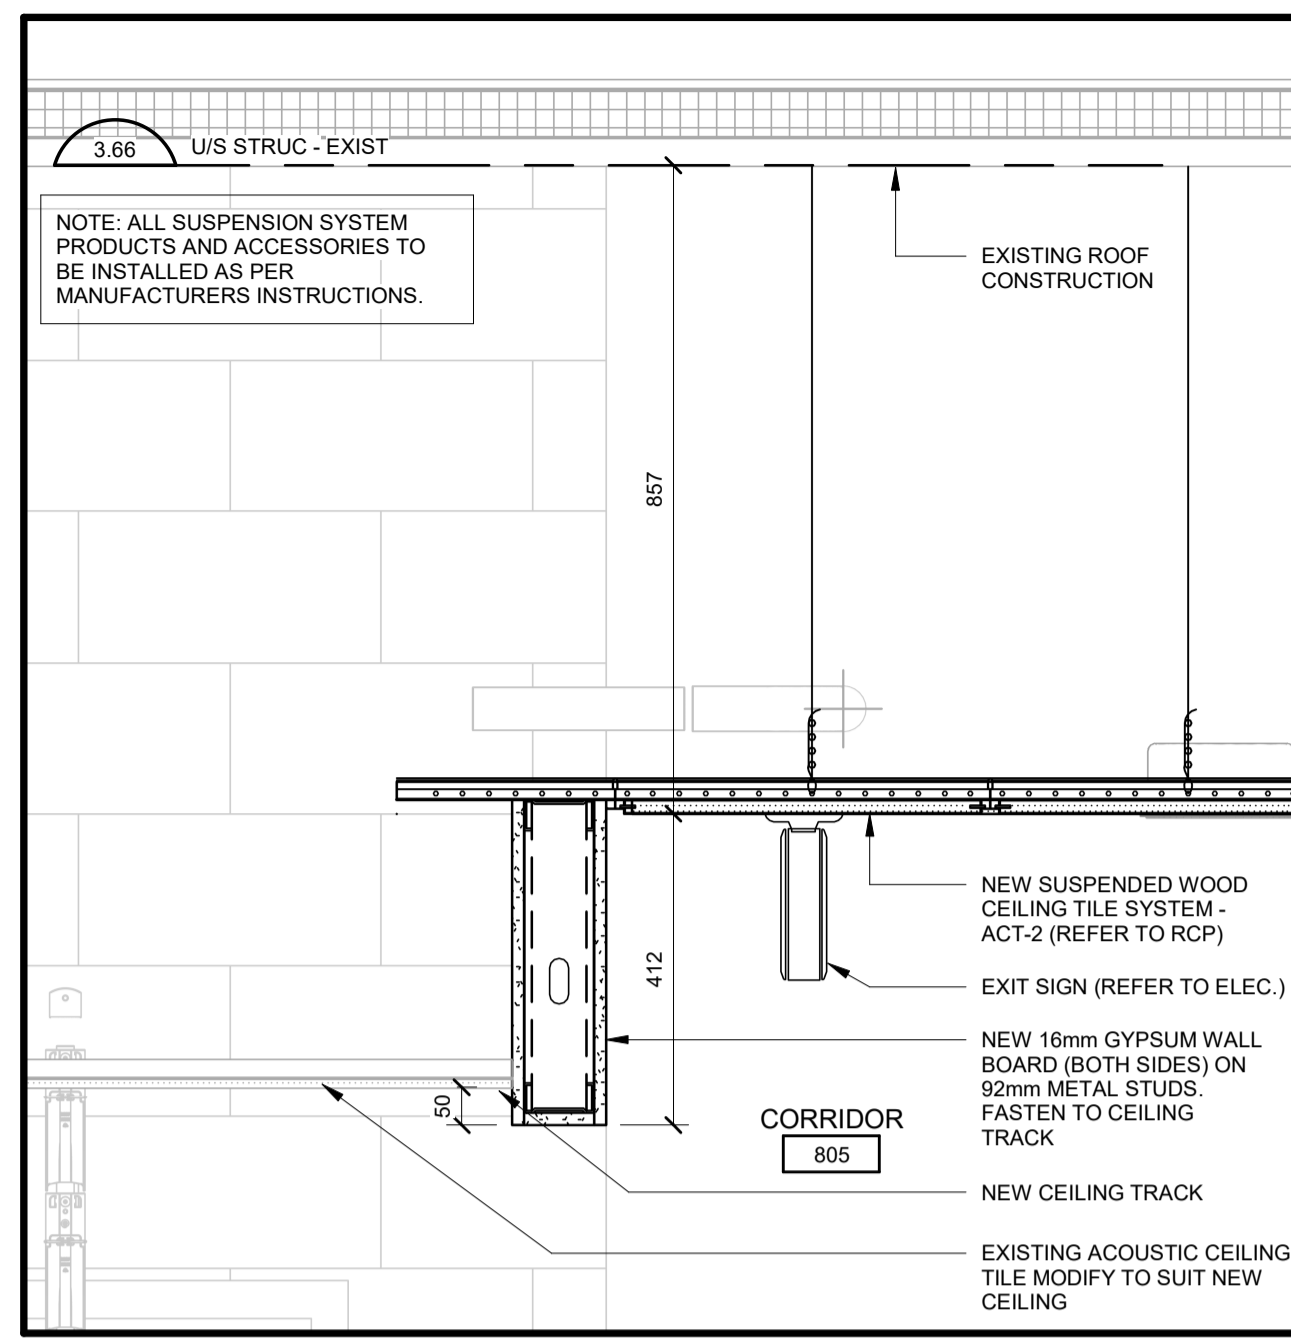 3.66
U/S STRUC - EXIST
NOTE: ALL SUSPENSION SYSTEM
PRODUCTS AND ACCESSORIES TO
BE INSTALLED AS PER
MANUFACTURERS INSTRUCTIONS.
EXISTING ROOF
CONSTRUCTION
857
NEW SUSPENDED WOOD
CEILING TILE SYSTEM -
ACT-2 (REFER TO RCP)
412
EXIT SIGN (REFER TO ELEC.)
NEW 16mm GYPSUM WALL
BOARD (BOTH SIDES) ON
92mm METAL STUDS.
FASTEN TO CEILING
TRACK
50
CORRIDOR
805
NEW CEILING TRACK
EXISTING ACOUSTIC CEILING
TILE MODIFY TO SUIT NEW
CEILING